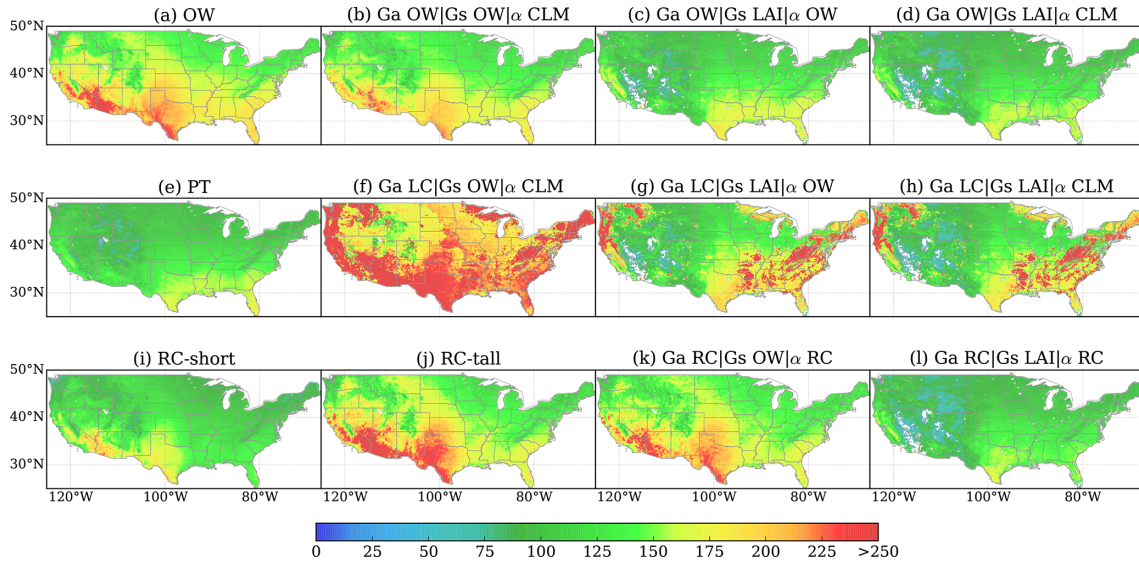 (a) OW
(b) Ga OW|Gs OW|α CLM
(c) Ga OW|Gs LAI|α OW
(d) Ga OW|Gs LAI|α CLM
50°N
40°N
30°N
(e) PT
(f) Ga LC|Gs OW|α CLM
(g) Ga LC|Gs LAI|α OW
(h) Ga LC|Gs LAI|α CLM
50°N
40°N
30°N
(i) RC-short
(j) RC-tall
(k) Ga RC|Gs OW|α RC
(l) Ga RC|Gs LAI|α RC
50°N
40°N
30°N
120°W 100°W 80°W 120°W 100°W 80°W 120°W 100°W 80°W 120°W 100°W 80°W
0 25 50 75 100 125 150 175 200 225 >250